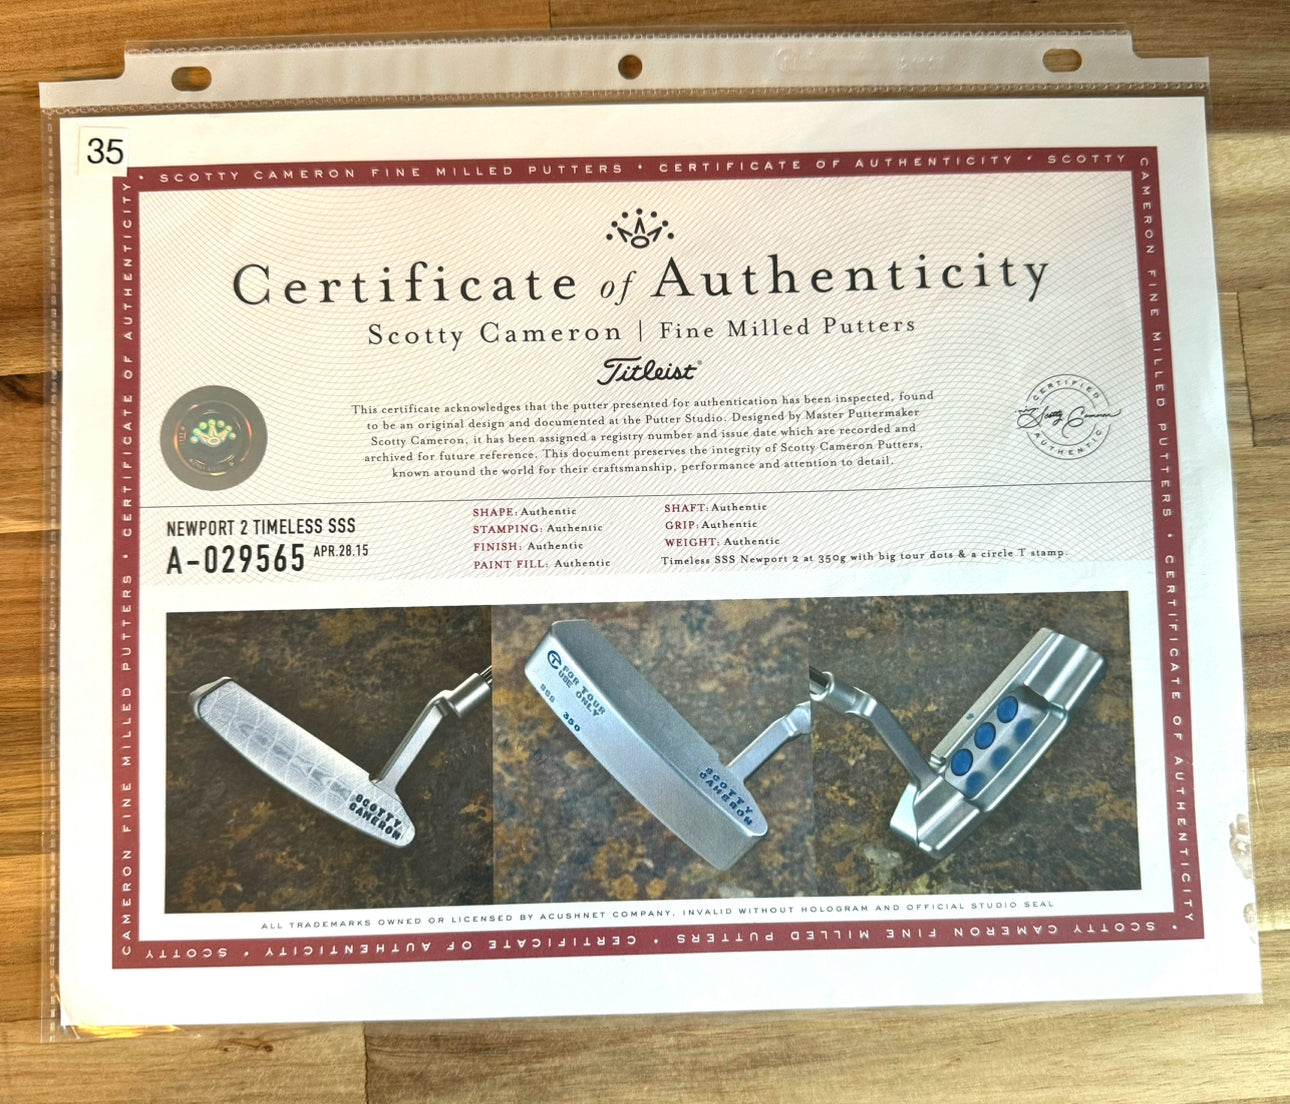 35
• SCOTTY CAMERON FINE MILLED PUTTERS • CERTIFICATE OF AUTHENTICITY • SCOTTY
CAMERON FINE MILLED PUTTERS • CERTIFICATE OF AUTHENTICITY
CAMERON FINE MILLED PUTTERS • CERTIFICATE OF AUTHENTICITY
Certificate of Authenticity
Scotty Cameron | Fine Milled Putters
Titleist®
This certificate acknowledges that the putter presented for authentication has been inspected, found
to be an original design and documented at the Putter Studio. Designed by Master Puttermaker
Scotty Cameron, it has been assigned a registry number and issue date which are recorded and
archived for future reference. This document preserves the integrity of Scotty Cameron Putters,
known around the world for their craftsmanship, performance and attention to detail.
CERTIFIED
Scotty Cameron
AUTHENTIC
NEWPORT 2 TIMELESS SSS
A-029565 APR.28.15
SHAPE: Authentic
STAMPING: Authentic
FINISH: Authentic
PAINT FILL: Authentic
SHAFT: Authentic
GRIP: Authentic
WEIGHT: Authentic
Timeless SSS Newport 2 at 350g with big tour dots & a circle T stamp.
SCOTTY
CAMERON
T FOR TOUR
USE ONLY
SSS 350
SCOTTY
CAMERON
ALL TRADEMARKS OWNED OR LICENSED BY ACUSHNET COMPANY. INVALID WITHOUT HOLOGRAM AND OFFICIAL STUDIO SEAL
• SCOTTY CAMERON FINE MILLED PUTTERS • CERTIFICATE OF AUTHENTICITY • SCOTTY